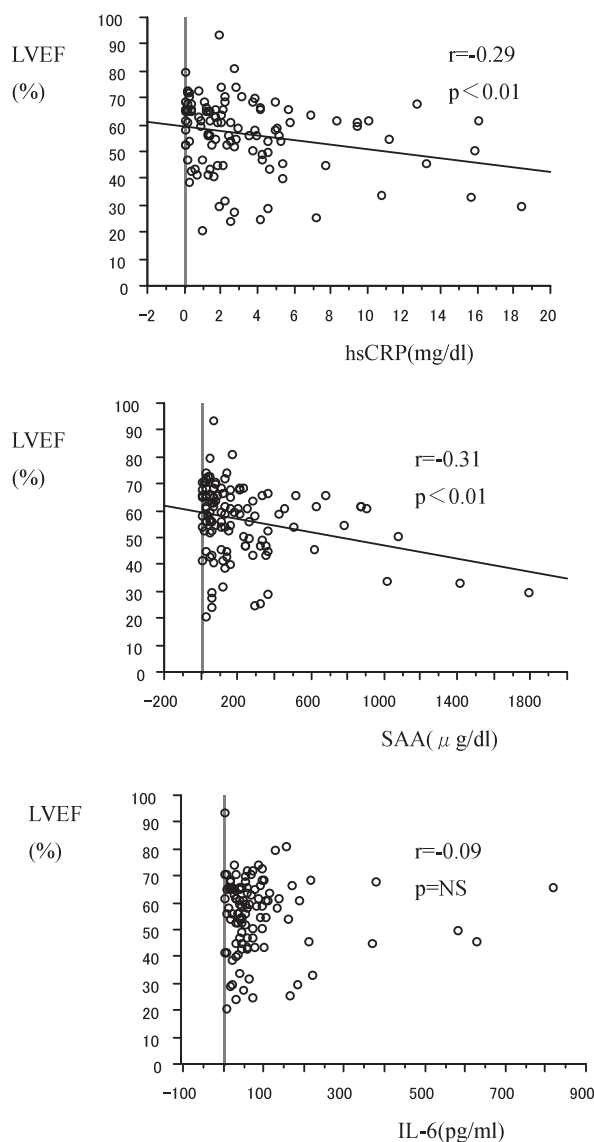 LVEF
(%)
r=-0.29
p<0.01
100
90
80
70
60
50
40
30
20
10
0
-2 0 2 4 6 8 10 12 14 16 18 20
hsCRP(mg/dl)
LVEF
(%)
r=-0.31
p<0.01
100
90
80
70
60
50
40
30
20
10
0
-200 200 600 1000 1400 1800
SAA(μg/dl)
LVEF
(%)
r=-0.09
p=NS
100
90
80
70
60
50
40
30
20
10
0
-100 100 300 500 700 900
IL-6(pg/ml)